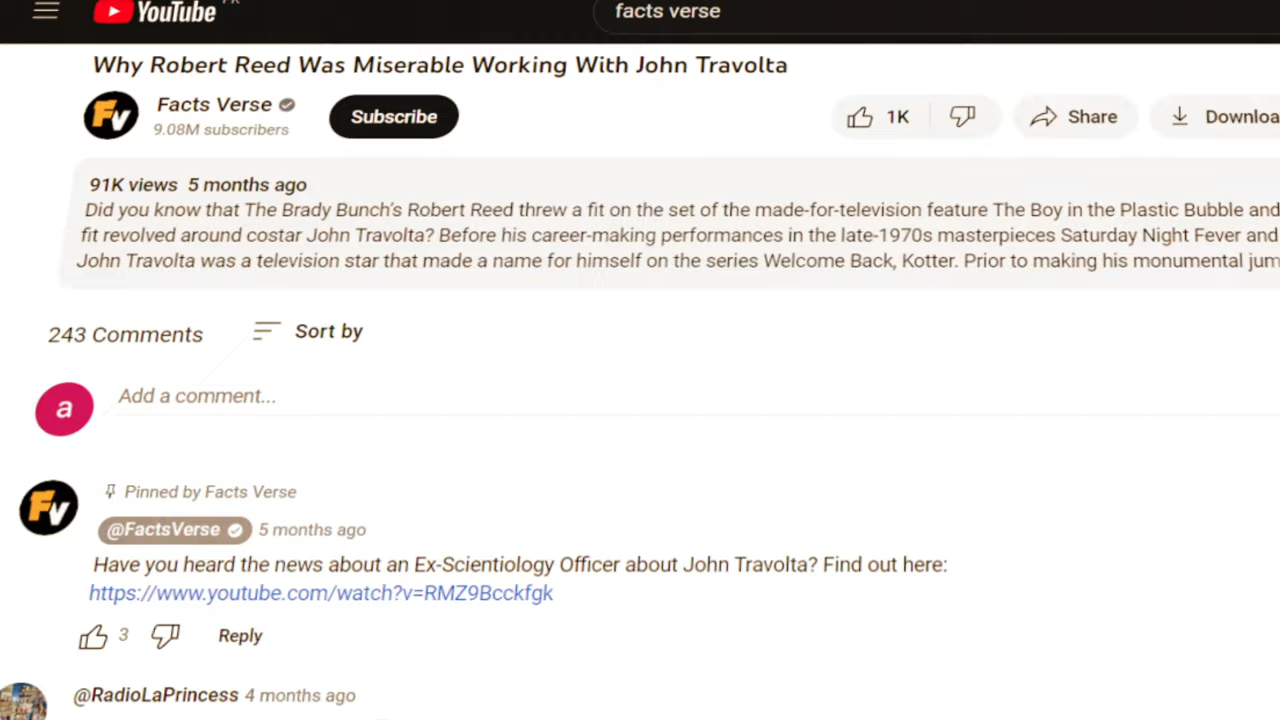 YouTube
facts verse
Why Robert Reed Was Miserable Working With John Travolta
Fv
Facts Verse
9.08M subscribers
Subscribe
1K
Share
Downloa
91K views 5 months ago
Did you know that The Brady Bunch's Robert Reed threw a fit on the set of the made-for-television feature The Boy in the Plastic Bubble and
fit revolved around costar John Travolta? Before his career-making performances in the late-1970s masterpieces Saturday Night Fever and
John Travolta was a television star that made a name for himself on the series Welcome Back, Kotter. Prior to making his monumental jum
243 Comments
Sort by
a
Add a comment...
Fv
Pinned by Facts Verse
@FactsVerse 5 months ago
Have you heard the news about an Ex-Scientiology Officer about John Travolta? Find out here:
https://www.youtube.com/watch?v=RMZ9Bcckfgk
3
Reply
@RadioLaPrincess 4 months ago